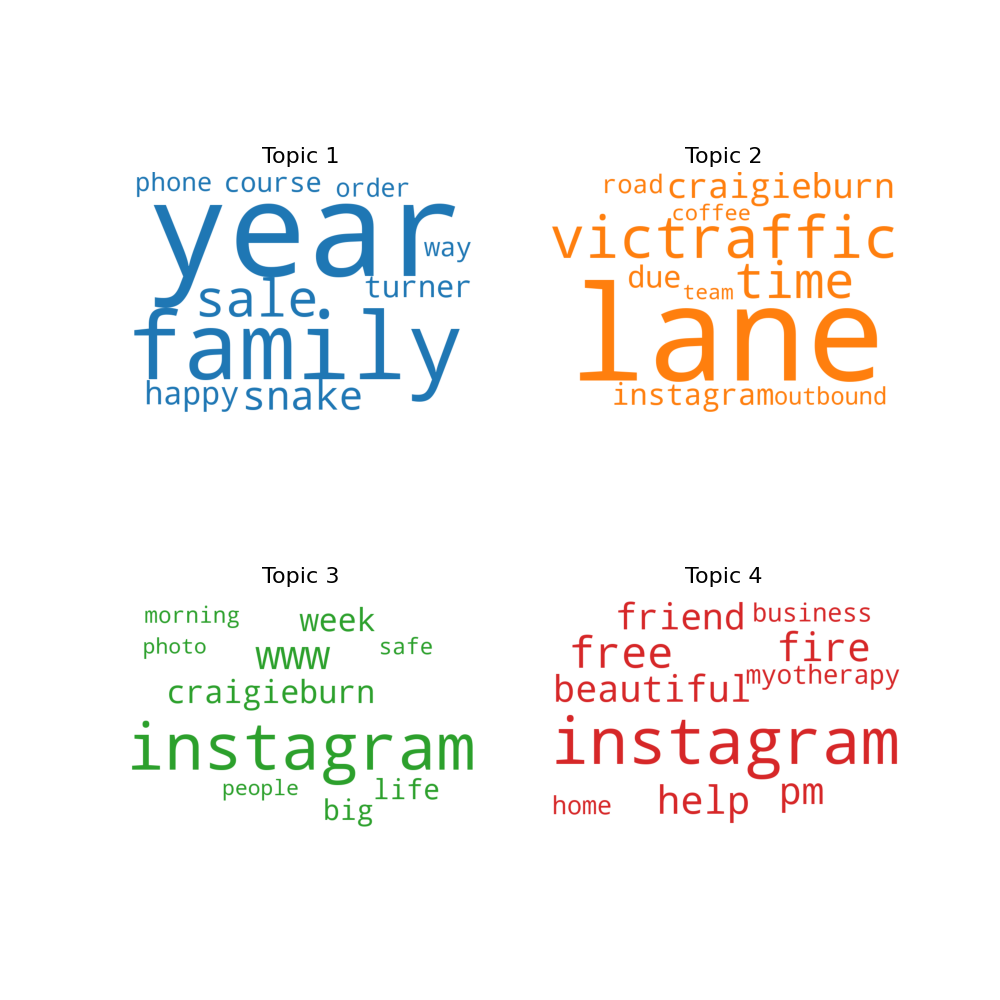 Topic 1
phone course order
year
way
sale turner
family
happy snake
Topic 2
road craigieburn
coffee
victraffic
due team time
lane
instagram outbound
Topic 3
morning week
photo www safe
craigieburn
instagram
people life
big
Topic 4
friend business
free fire
beautiful myotherapy
instagram
home help pm